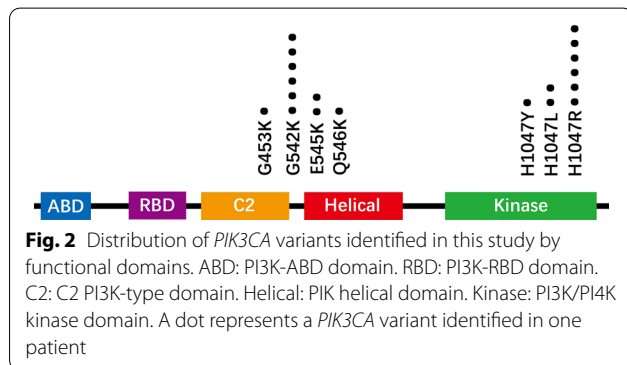 G453K
G542K
E545K
Q546K
H1047Y
H1047L
H1047R
ABD
RBD
C2
Helical
Kinase
Fig. 2 Distribution of PIK3CA variants identified in this study by
functional domains. ABD: PI3K-ABD domain. RBD: PI3K-RBD domain.
C2: C2 PI3K-type domain. Helical: PIK helical domain. Kinase: PI3K/PI4K
kinase domain. A dot represents a PIK3CA variant identified in one
patient